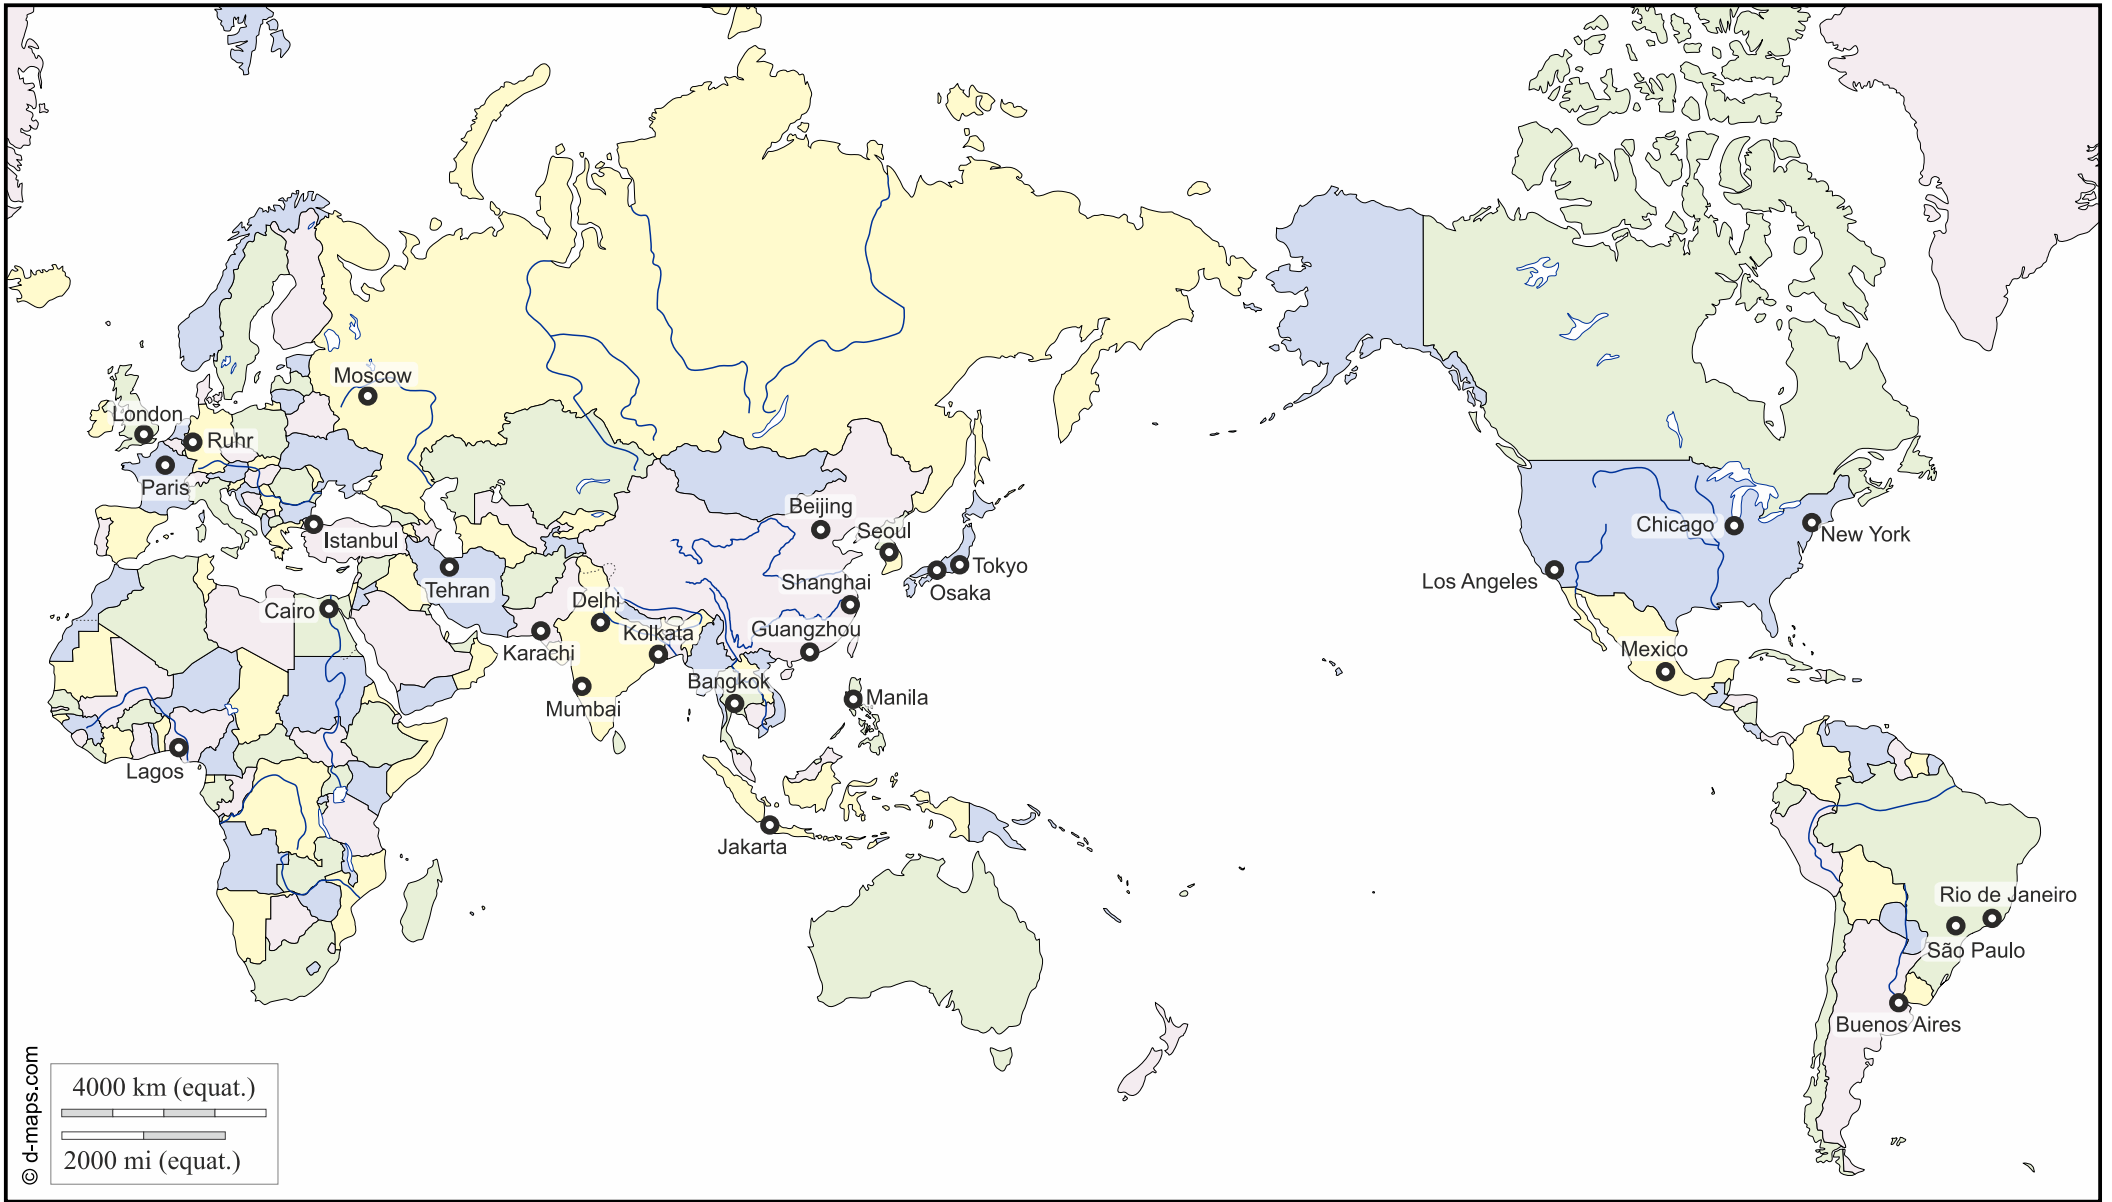 Moscow
London
Ruhr
Paris
Istanbul
Beijing
Seoul
Tokyo
Osaka
Chicago
New York
Los Angeles
Tehran
Shanghai
Cairo
Delhi
Kolkata
Guangzhou
Karachi
Mexico
Bangkok
Manila
Mumbai
Lagos
Jakarta
Rio de Janeiro
São Paulo
Buenos Aires
4000 km (equat.)
2000 mi (equat.)
© d-maps.com